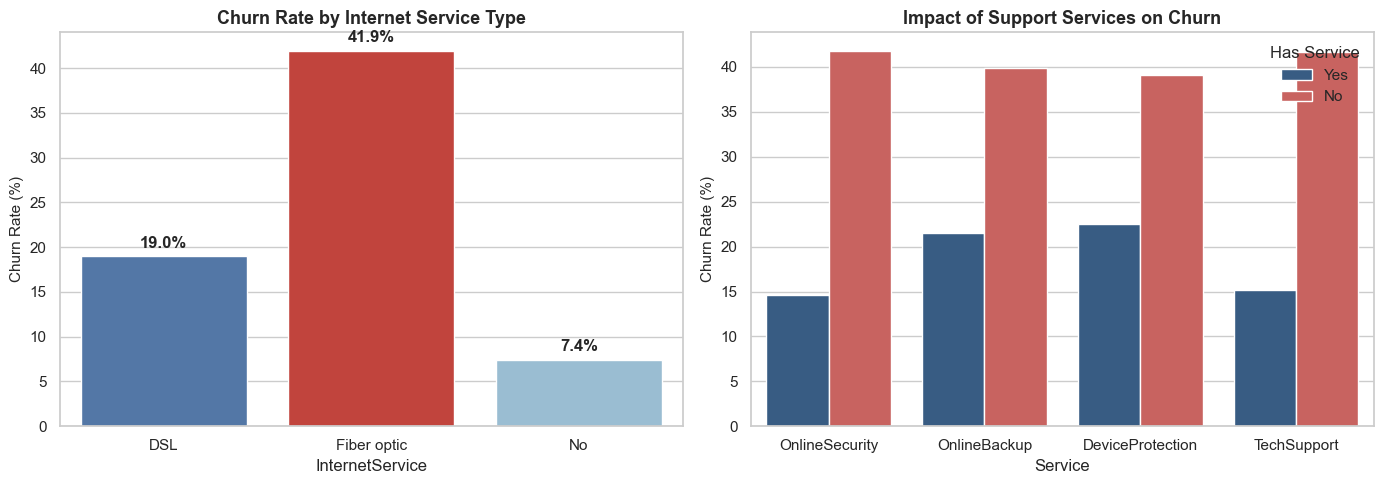 Churn Rate by Internet Service Type
Churn Rate (%)
40
35
30
25
20
15
10
5
0
19.0%
41.9%
7.4%
DSL
Fiber optic
No
InternetService
Impact of Support Services on Churn
Churn Rate (%)
40
35
30
25
20
15
10
5
0
Has Service
Yes
No
OnlineSecurity
OnlineBackup
DeviceProtection
TechSupport
Service